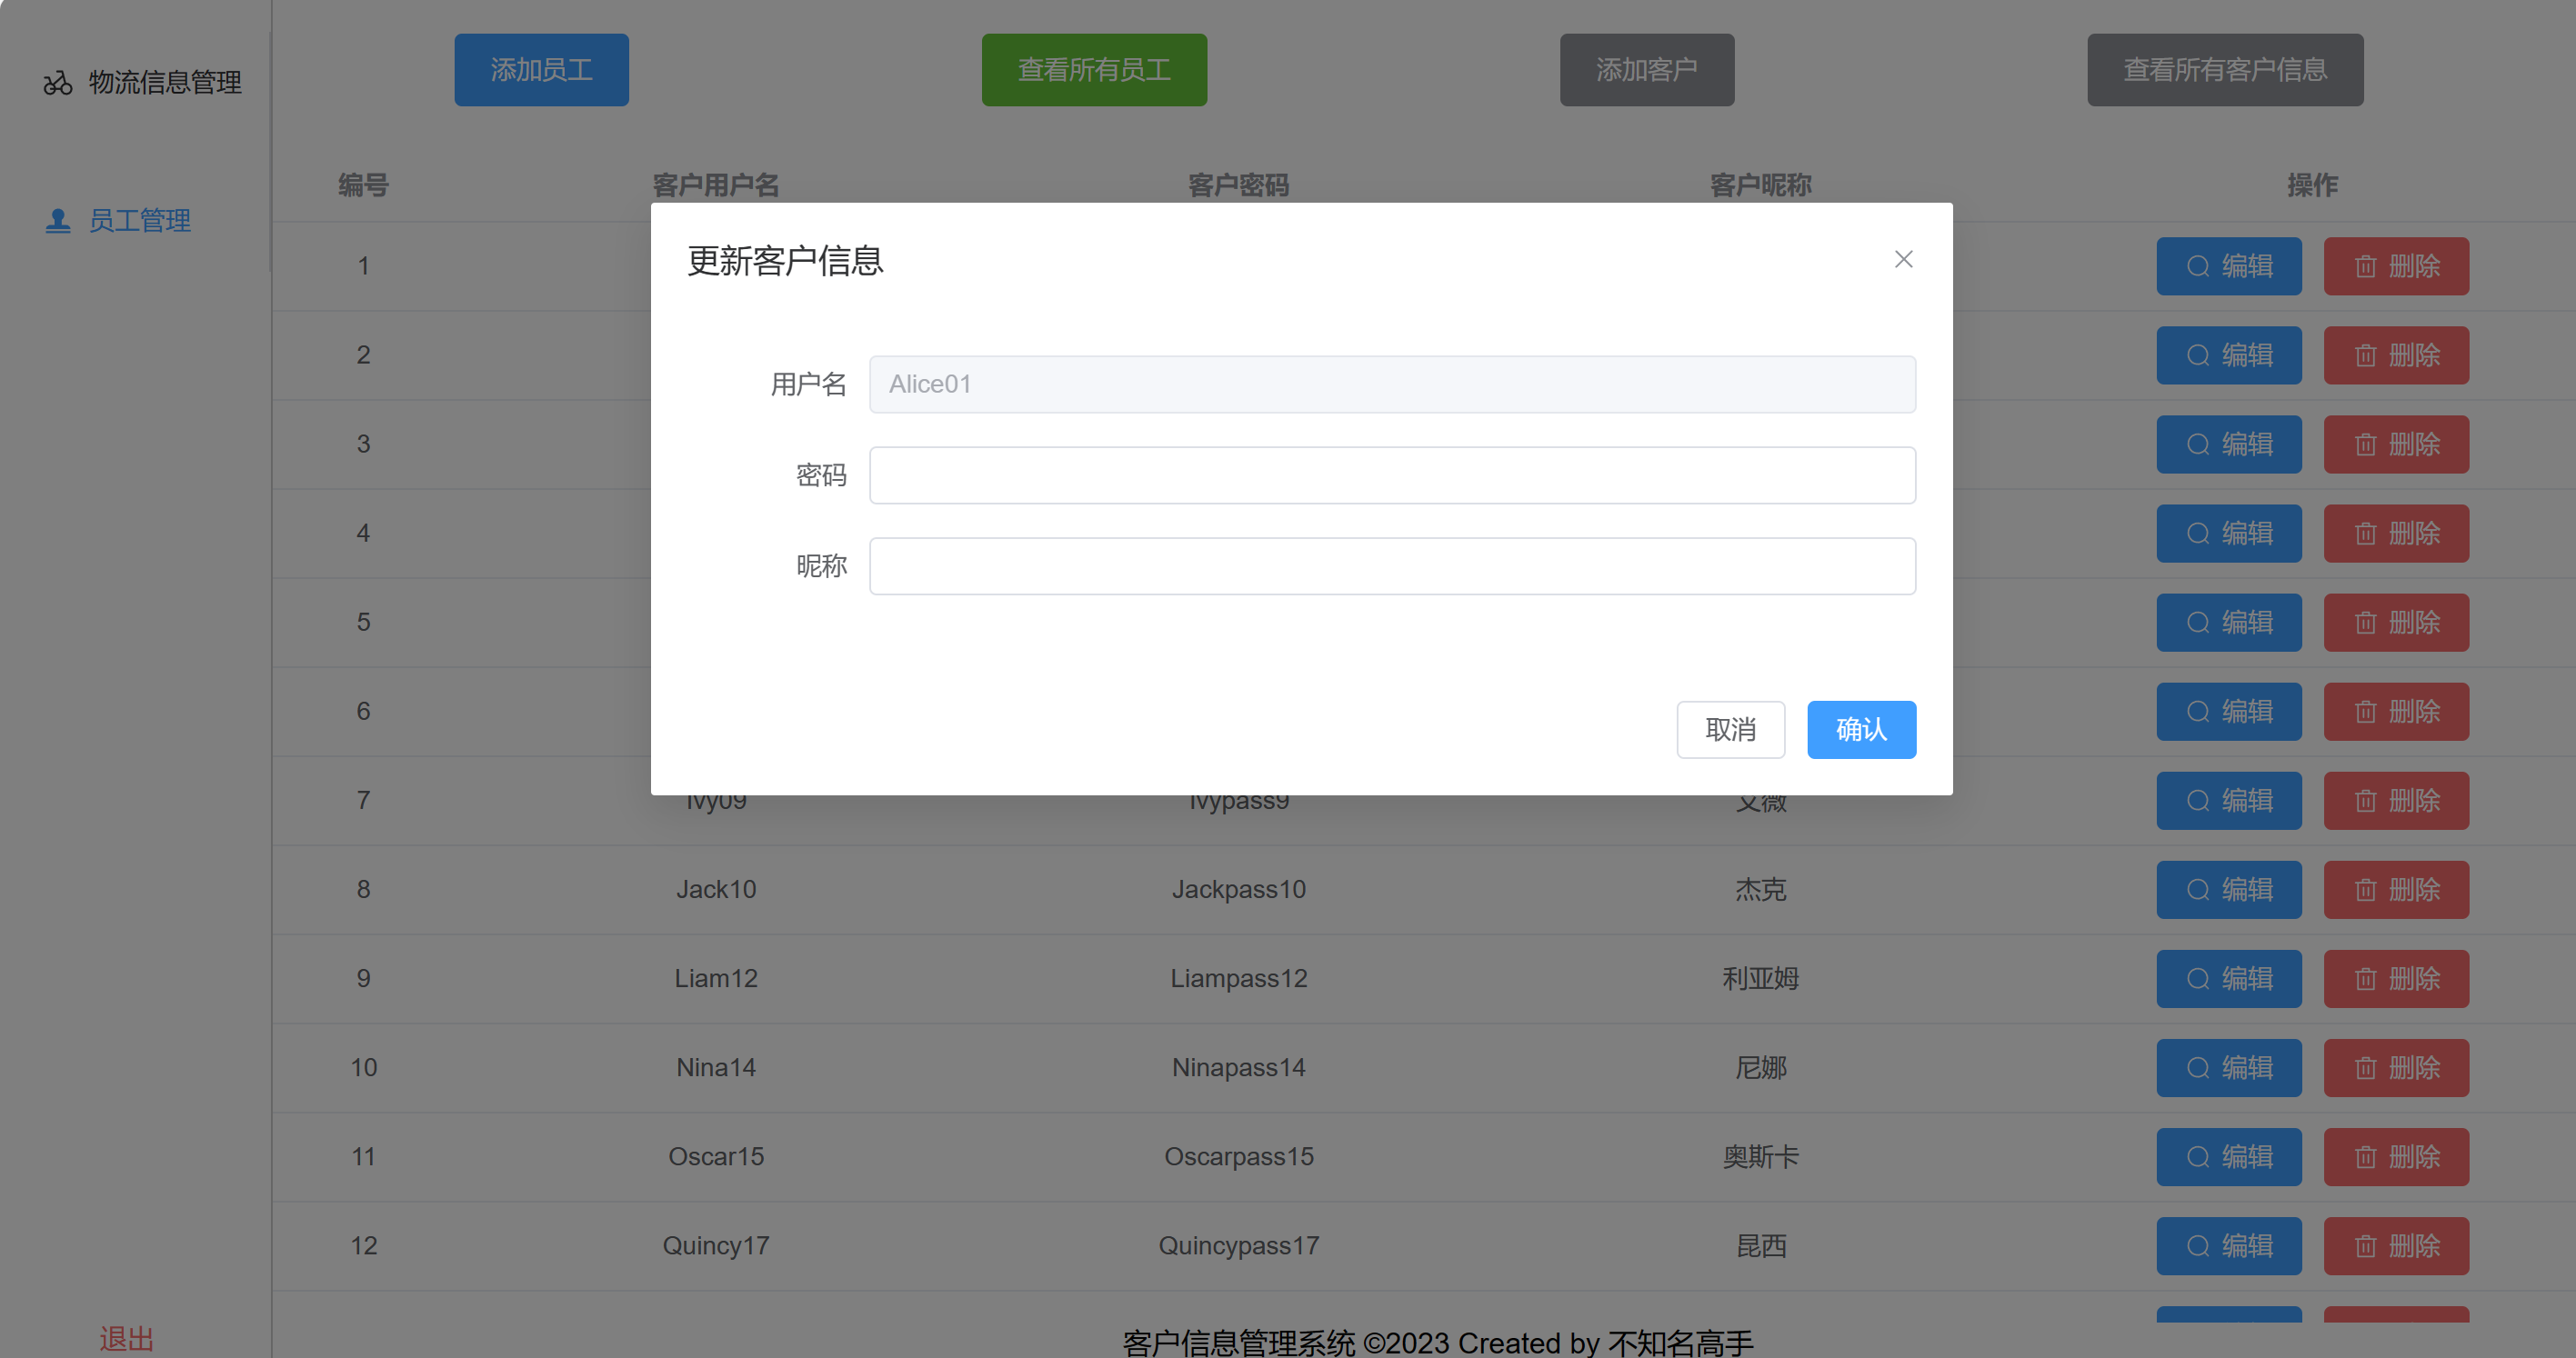 物流信息管理
员工管理
退出
添加员工 查看所有员工 添加客户 查看所有客户信息
编号 客户用户名 客户密码 客户昵称 操作
1 编辑 删除
2 编辑 删除
3 编辑 删除
4 编辑 删除
5 编辑 删除
6 编辑 删除
7 Ivy09 Ivypass9 艾薇 编辑 删除
8 Jack10 Jackpass10 杰克 编辑 删除
9 Liam12 Liampass12 利亚姆 编辑 删除
10 Nina14 Ninapass14 尼娜 编辑 删除
11 Oscar15 Oscarpass15 奥斯卡 编辑 删除
12 Quincy17 Quincypass17 昆西 编辑 删除
更新客户信息
用户名 Alice01
密码
昵称
取消 确认
客户信息管理系统 ©2023 Created by 不知名高手